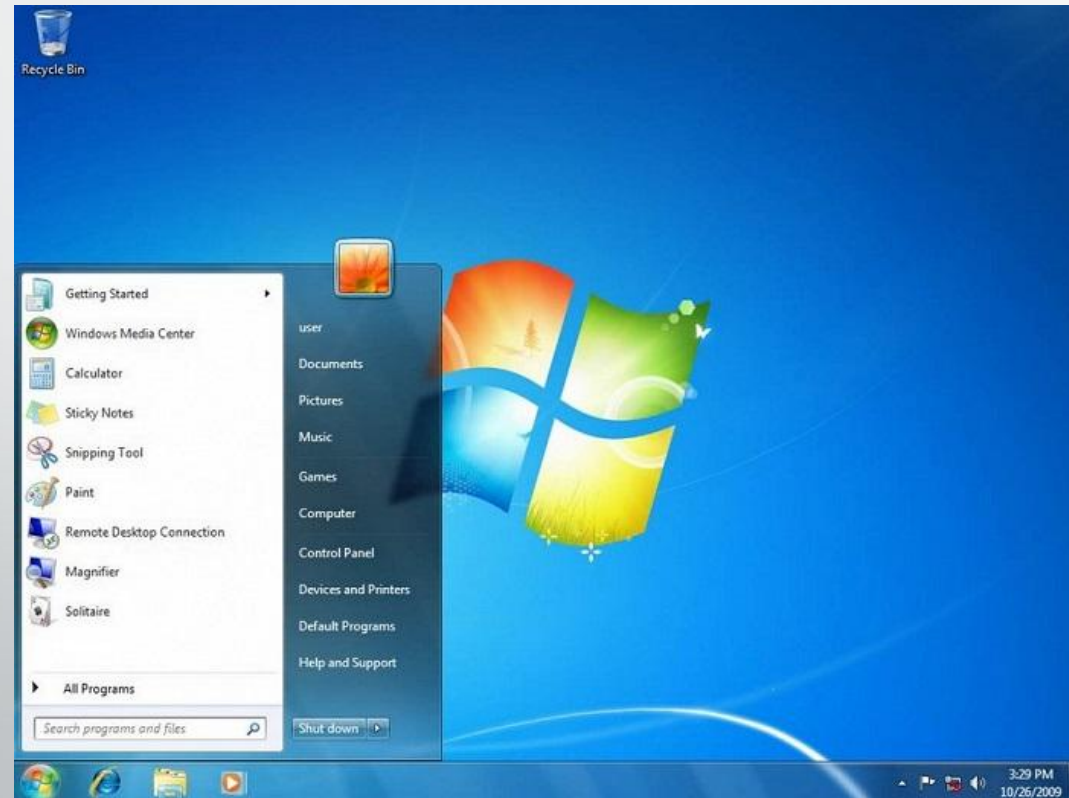 Recycle Bin
Getting Started
Windows Media Center
Calculator
Sticky Notes
Snipping Tool
Paint
Remote Desktop Connection
Magnifier
Solitaire
All Programs
Search programs and files
user
Documents
Pictures
Music
Games
Computer
Control Panel
Devices and Printers
Default Programs
Help and Support
Shut down
3:29 PM
10/26/2009